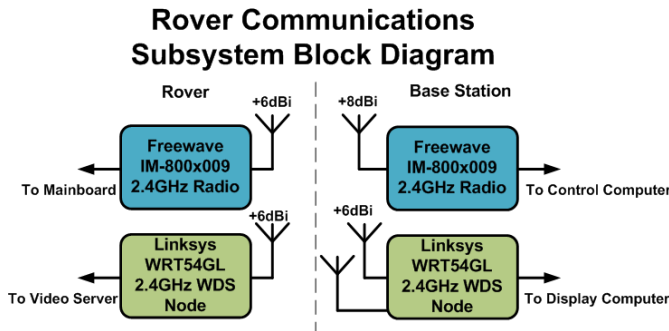 Rover Communications
Subsystem Block Diagram
Rover
Base Station
+6dBi
+8dBi
Freewave
IM-800x009
2.4GHz Radio
To Mainboard
Freewave
IM-800x009
2.4GHz Radio
To Control Computer
+6dBi
+6dBi
Linksys
WRT54GL
2.4GHz WDS
Node
To Video Server
Linksys
WRT54GL
2.4GHz WDS
Node
To Display Computer